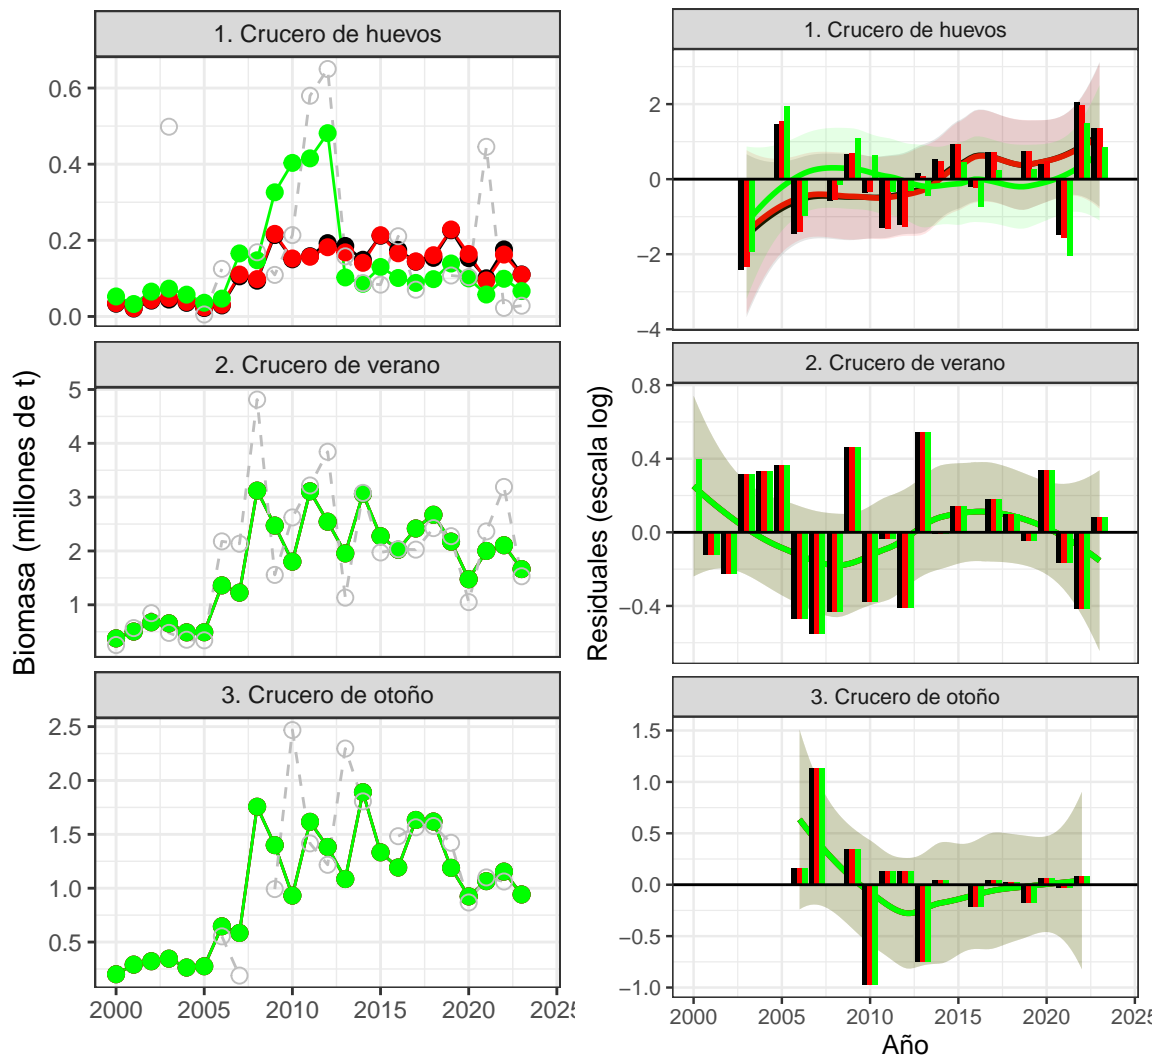 1. Crucero de huevos
0.6
0.4
0.2
0.0
2. Crucero de verano
5
4
3
2
1
3. Crucero de otoño
2.5
2.0
1.5
1.0
0.5
2000 2005 2010 2015 2020 2025
Biomasa (millones de t)
1. Crucero de huevos
2
0
−2
−4
2. Crucero de verano
0.8
0.4
0.0
−0.4
3. Crucero de otoño
1.5
1.0
0.5
0.0
−0.5
−1.0
2000 2005 2010 2015 2020 2025
Residuales (escala log)
Año